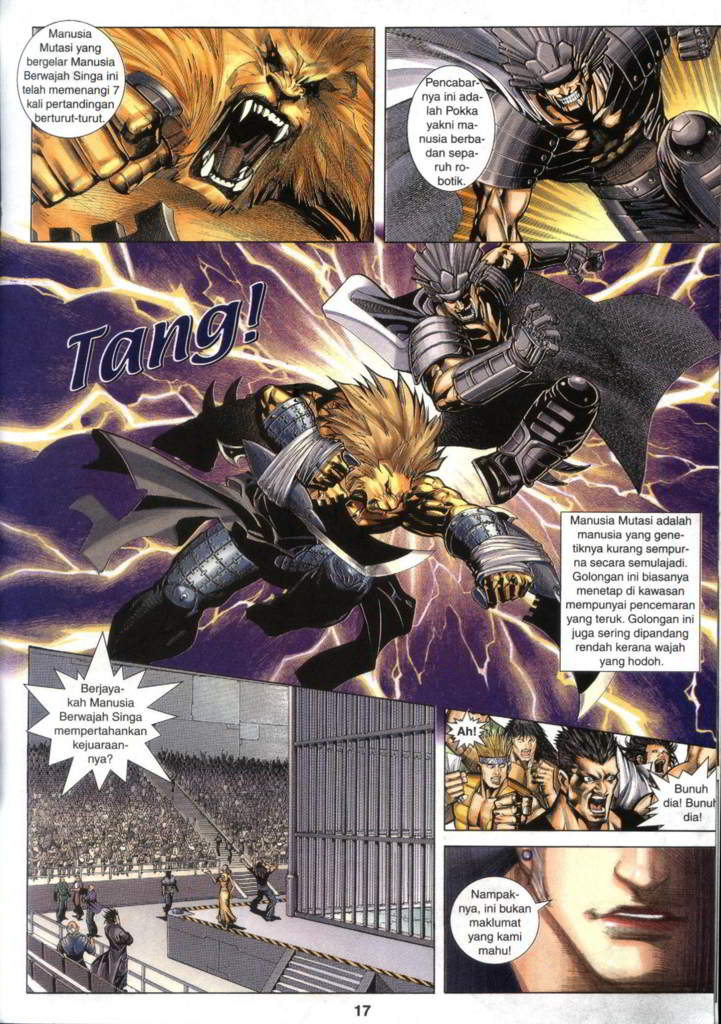 Manusia
Mutasi yang
bergelar Manusia
Berwajah Singa ini
telah memenangi 7
kali pertandingan
berturut-turut.
Pencabar-
nya ini ada-
lah Pokka
yakni ma-
nusia berba-
dan sepa-
ruh ro-
botik.
Tang!
Manusia Mutasi adalah
manusia yang gene-
tiknya kurang sempur-
na secara semulajadi.
Golongan ini biasanya
menetap di kawasan
mempunyai pencemaran
yang teruk. Golongan ini
juga sering dipandang
rendah kerana wajah
yang hodoh.
Berjaya-
kah Manusia
Berwajah Singa
mempertahankan
kejuaraan-
nya?
Ah!
Bunuh
dia! Bunuh
dia!
Nampak-
nya, ini bukan
maklumat
yang kami
mahu!
17